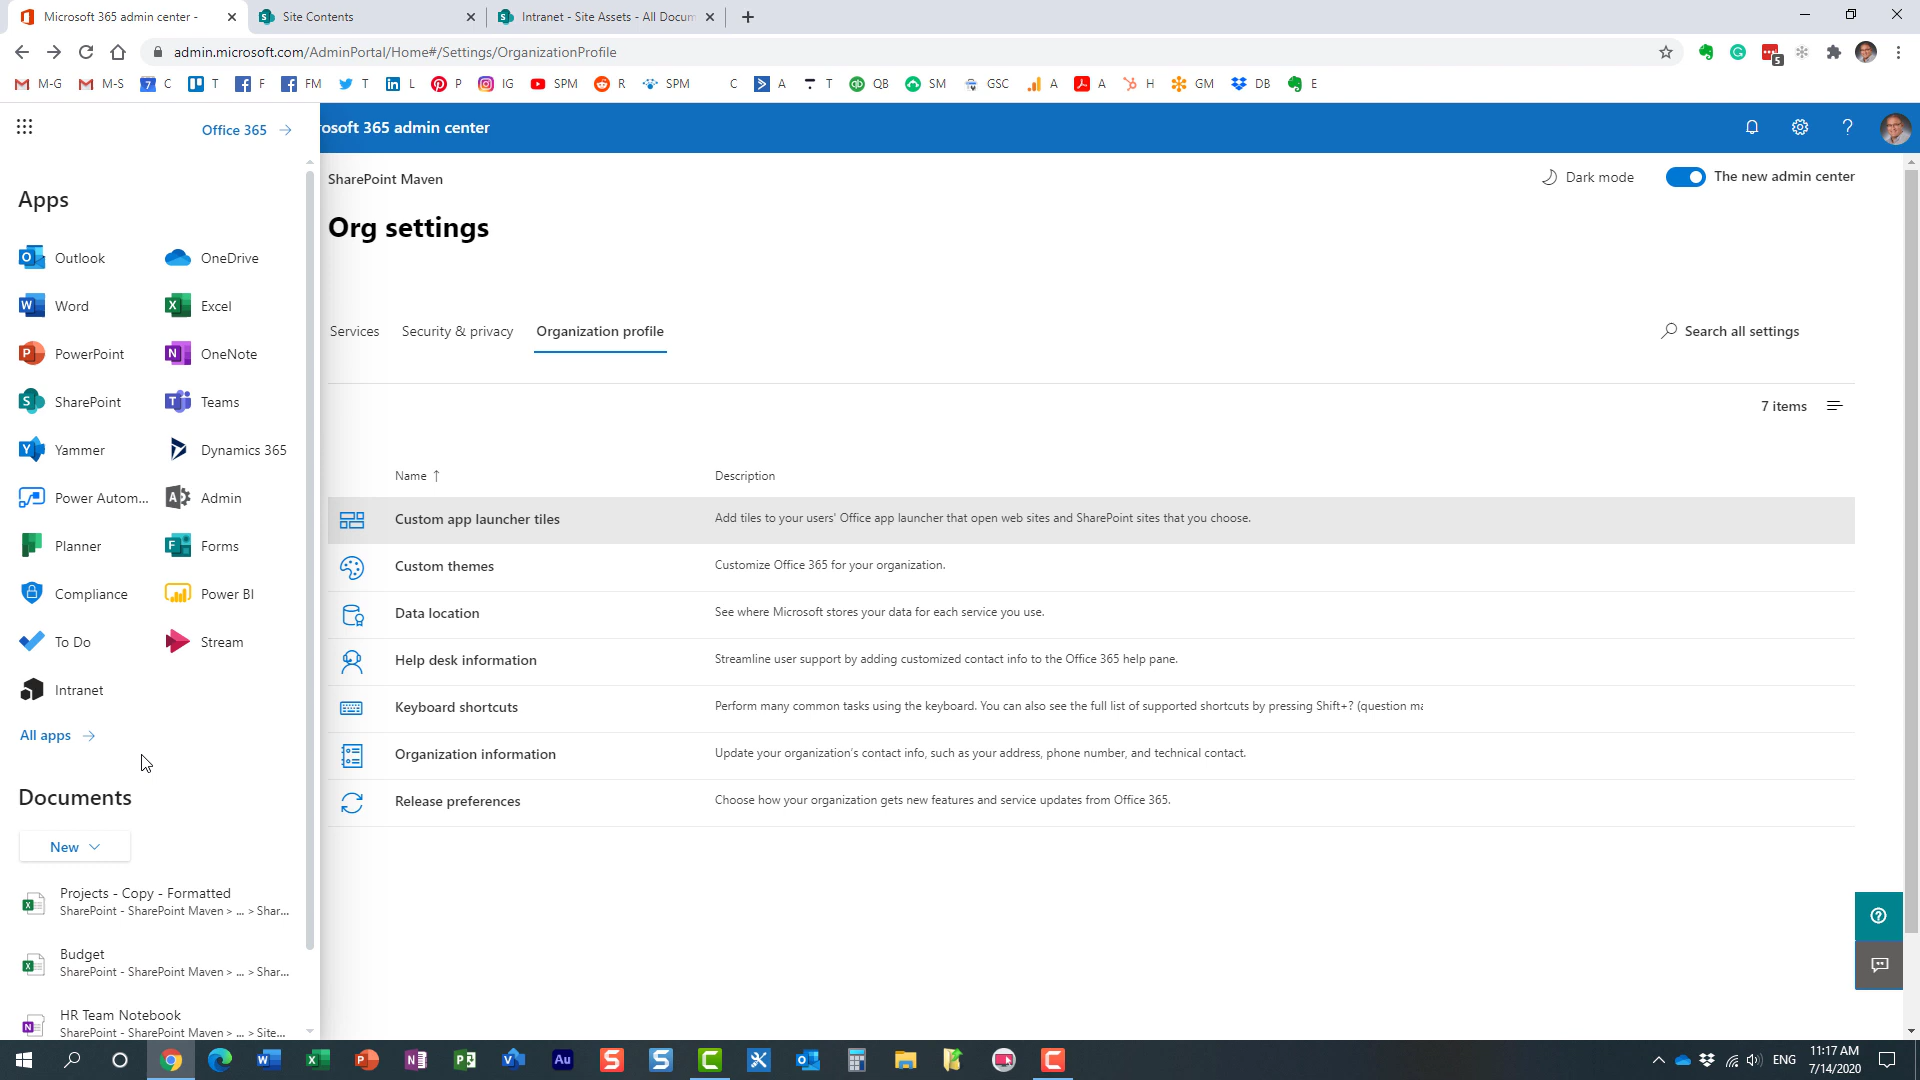 Microsoft 365 admin center -
Site Contents
Intranet - Site Assets - All Docum
admin.microsoft.com/AdminPortal/Home#/Settings/OrganizationProfile
5
M-G
M-S
7
C
T
F
FM
T
L
P
IG
SPM
R
SPM
C
A
T
QB
SM
GSC
A
A
H
GM
DB
E
Office 365
rosoft 365 admin center
SharePoint Maven
Dark mode
The new admin center
Org settings
Services
Security & privacy
Organization profile
Search all settings
7 items
Name ↑
Description
Custom app launcher tiles
Add tiles to your users' Office app launcher that open web sites and SharePoint sites that you choose.
Custom themes
Customize Office 365 for your organization.
Data location
See where Microsoft stores your data for each service you use.
Help desk information
Streamline user support by adding customized contact info to the Office 365 help pane.
Keyboard shortcuts
Perform many common tasks using the keyboard. You can also see the full list of supported shortcuts by pressing Shift+? (question ma
Organization information
Update your organization's contact info, such as your address, phone number, and technical contact.
Release preferences
Choose how your organization gets new features and service updates from Office 365.
Apps
Outlook
OneDrive
Word
Excel
PowerPoint
OneNote
SharePoint
Teams
Yammer
Dynamics 365
Power Autom...
Admin
Planner
Forms
Compliance
Power BI
To Do
Stream
Intranet
All apps
Documents
New
Projects - Copy - Formatted
SharePoint - SharePoint Maven > ... > Shar...
Budget
SharePoint - SharePoint Maven > ... > Shar...
HR Team Notebook
SharePoint - SharePoint Maven > ... > Site...
ENG
11:17 AM
7/14/2020